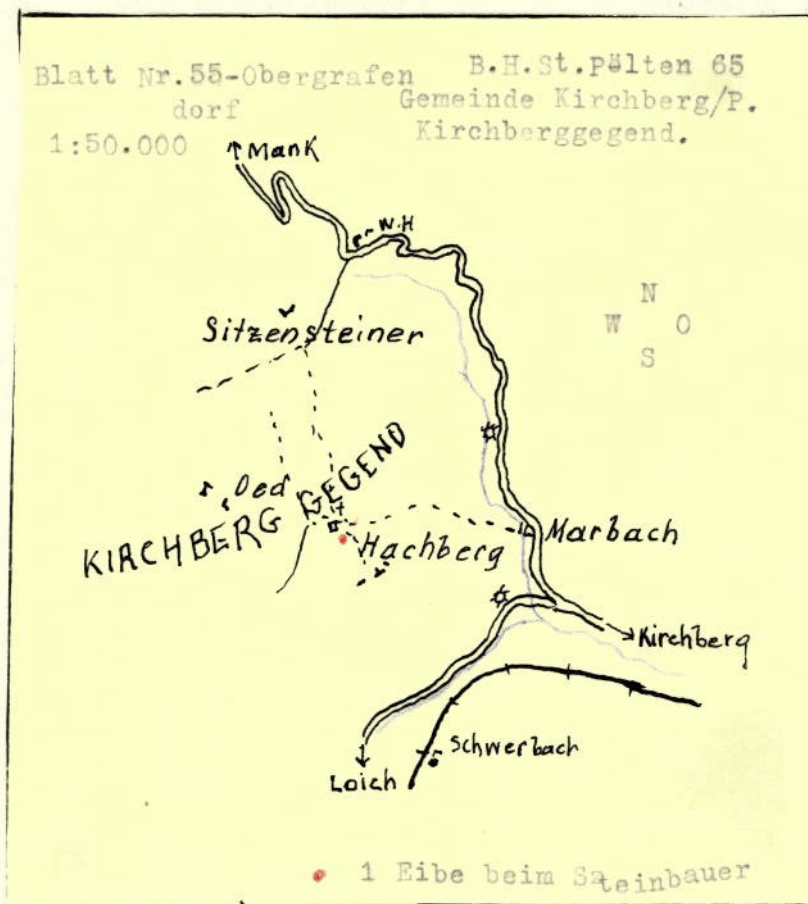 Blatt Nr.55-Obergrafen
dorf
1:50.000
B.H.St.Pölten 65
Gemeinde Kirchberg/P.
Kirchberggegend.
Mank
W.H
N
W O
S
Sitzensteiner
Oed
KIRCHBERG GEGEND
Hachberg
Marbach
Kirchberg
Schwerbach
Loich
1 Eibe beim Sateinbauer